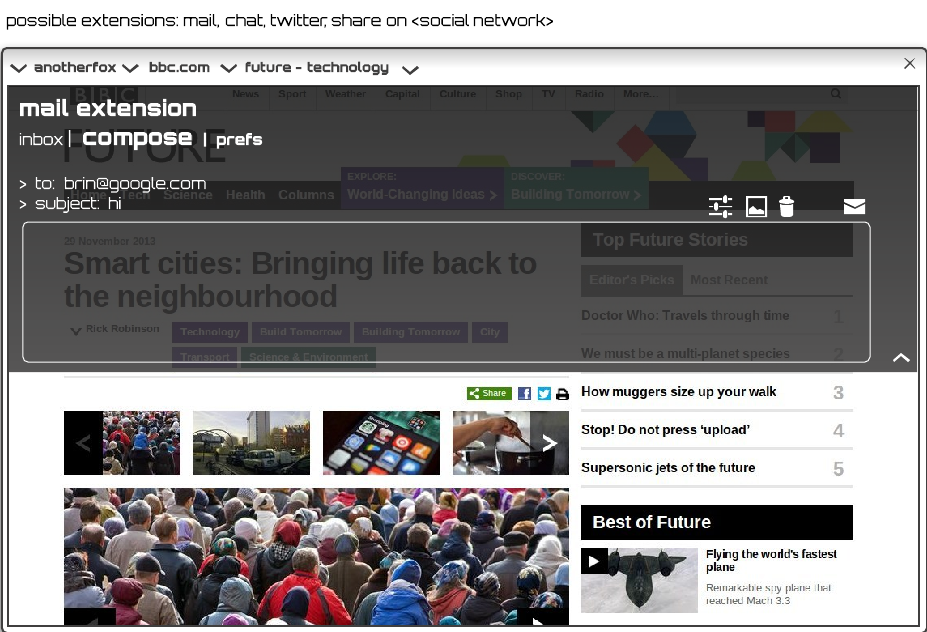 possible extensions: mail, chat, twitter, share on <social network>
anotherfox bbc.com future - technology
BBC News Sport Weather Capital Culture Shop TV Radio More...
mail extension
inbox | compose | prefs
FUTURE
EXPLORE: DISCOVER:
World-Changing Ideas > Building Tomorrow >
> to: brin@google.com
Home Tech Science Health Columns
> subject: hi
29 November 2013
Top Future Stories
Smart cities: Bringing life back to
the neighbourhood
Editor's Picks Most Recent
Doctor Who: Travels through time 1
Rick Robinson Technology Build Tomorrow Building Tomorrow City
Transport Science & Environment
We must be a multi-planet species 2
Share
How muggers size up your walk 3
Stop! Do not press ‘upload’ 4
Supersonic jets of the future 5
Best of Future
Flying the world's fastest
plane
Remarkable spy plane that
reached Mach 3.3